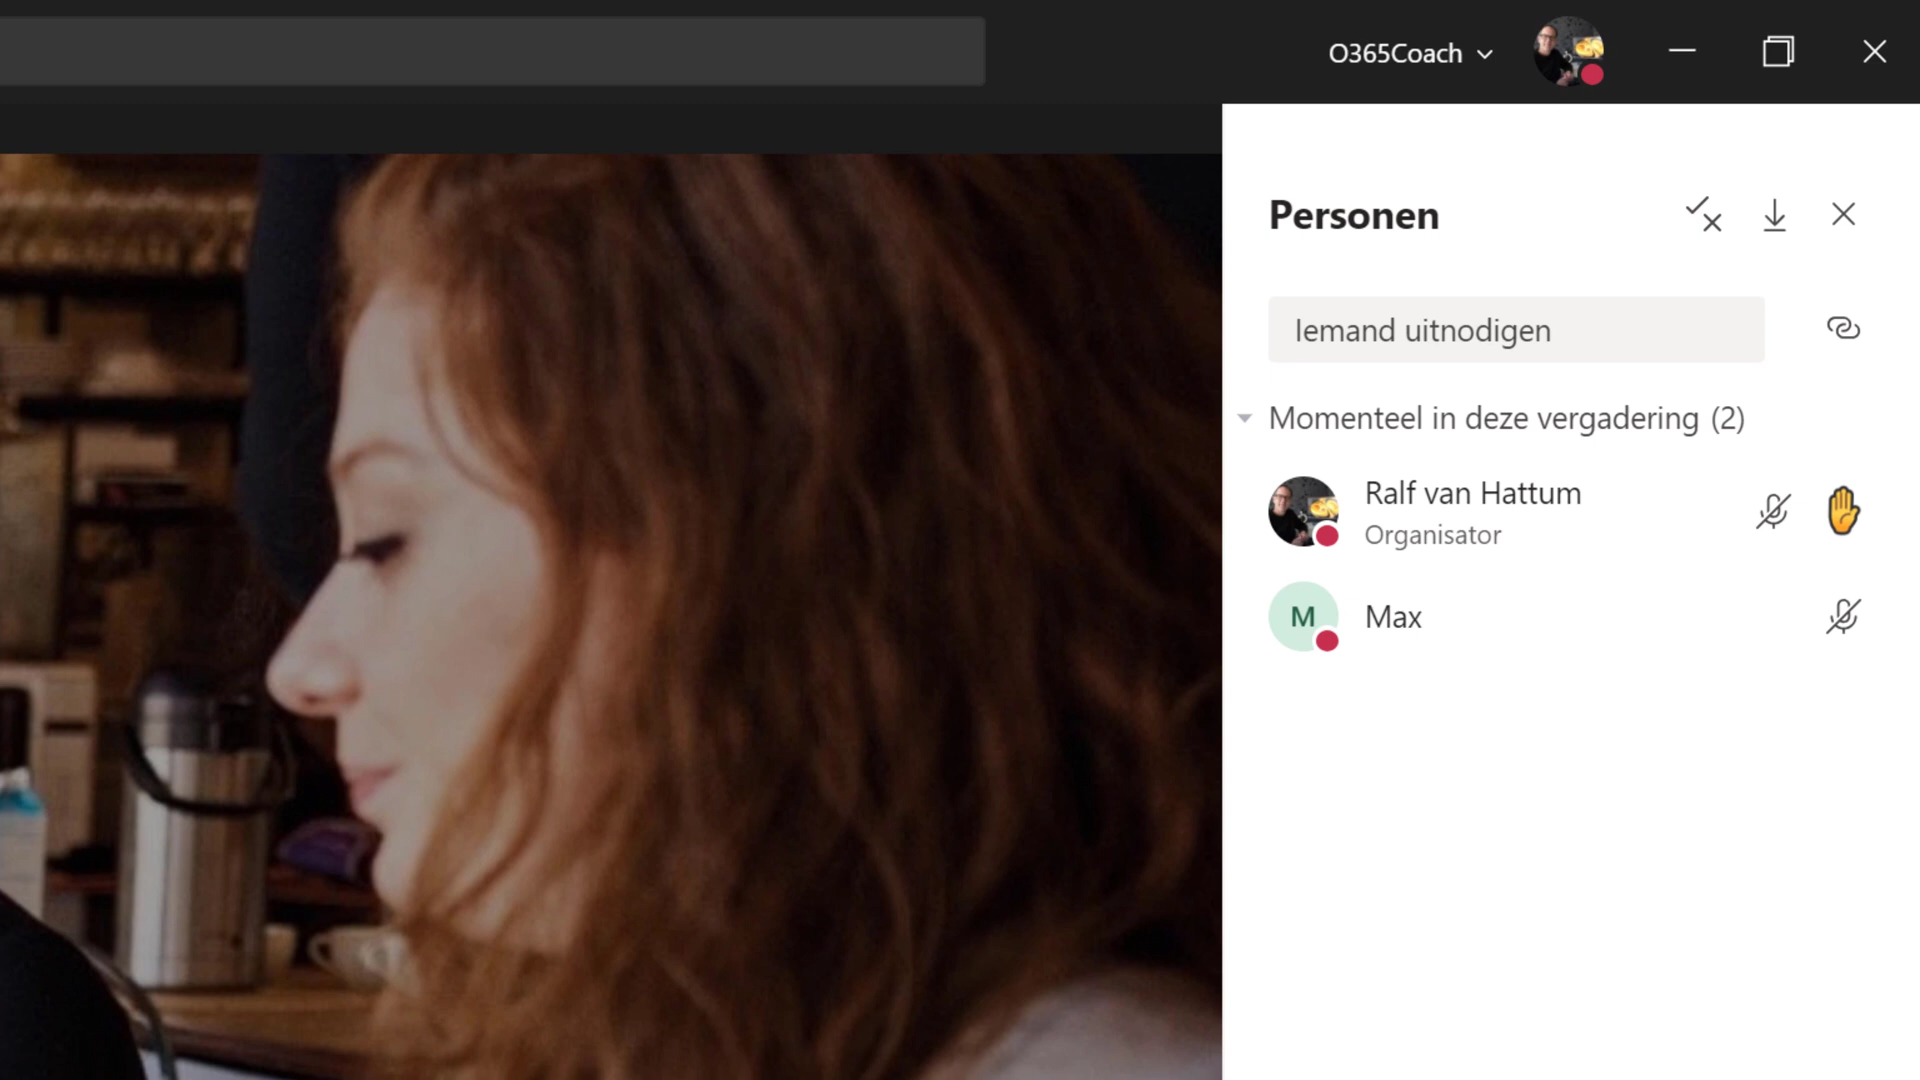 O365Coach
Personen
Iemand uitnodigen
Momenteel in deze vergadering (2)
Ralf van Hattum
Organisator
M
Max